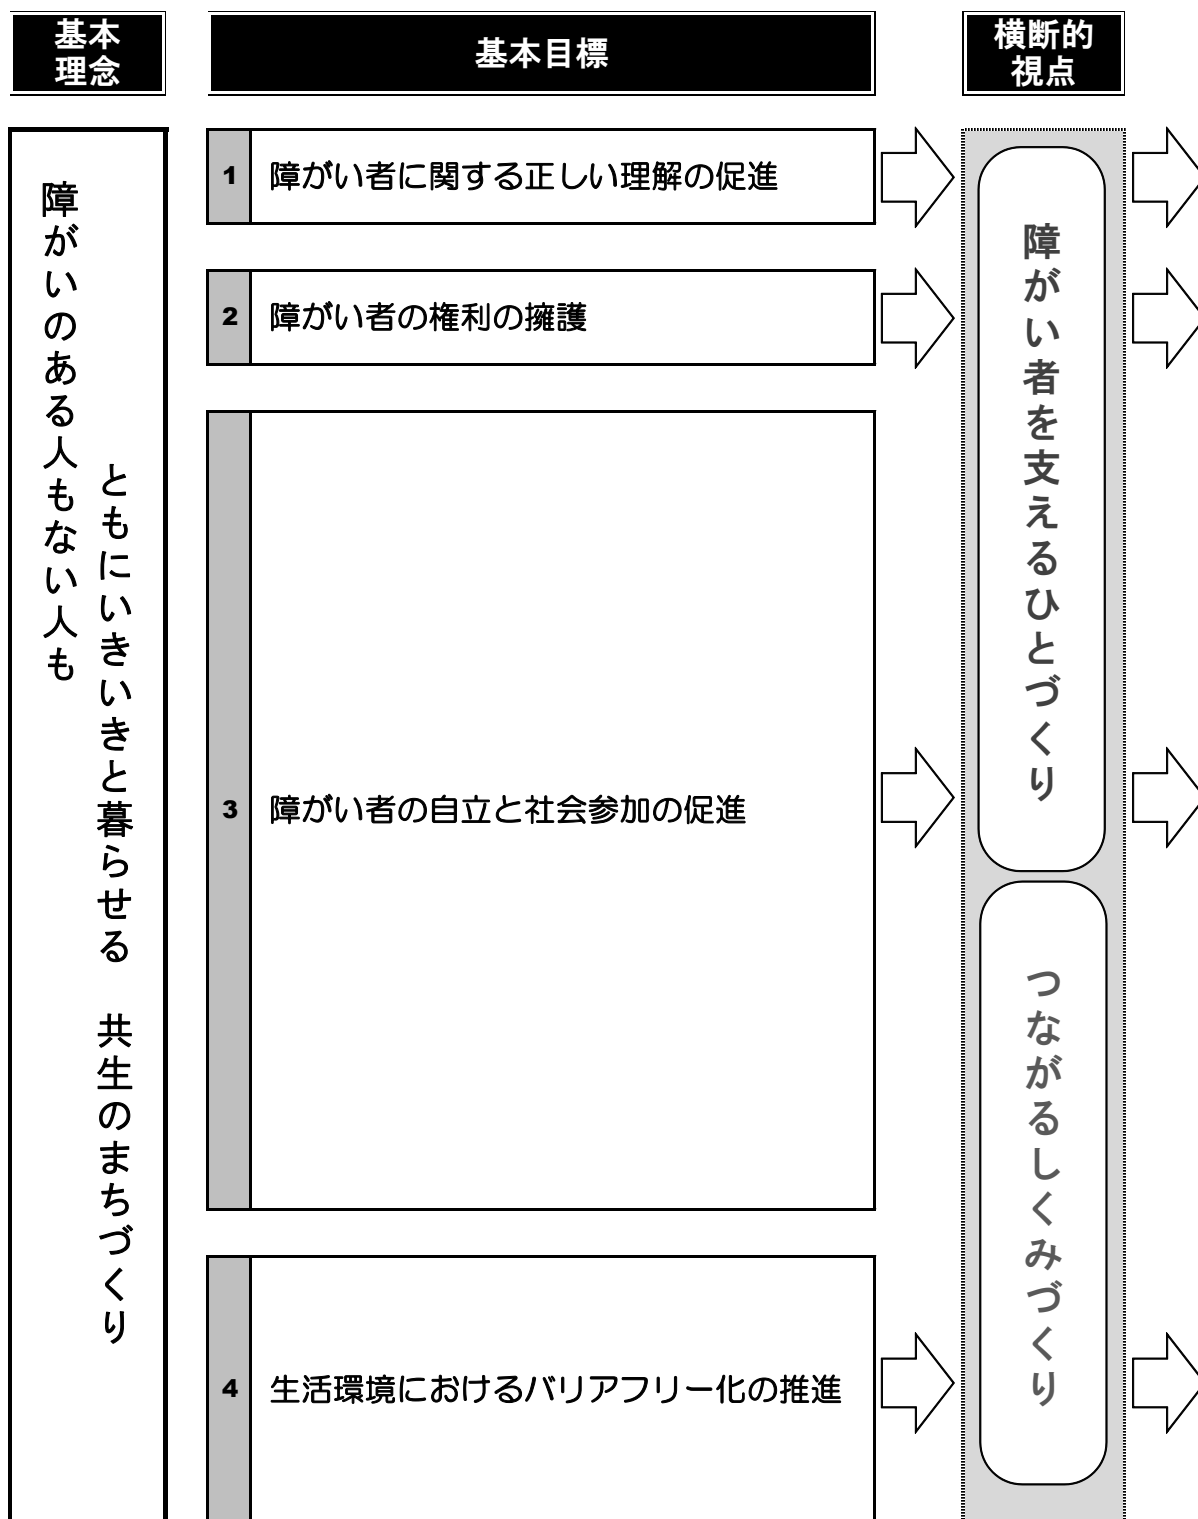 基本
理念
基本目標
横断的
視点
障がいのある人もない人も
ともにいきいきと暮らせる　共生のまちづくり
1 障がい者に関する正しい理解の促進
2 障がい者の権利の擁護
3 障がい者の自立と社会参加の促進
4 生活環境におけるバリアフリー化の推進
障がい者を支えるひとづくり
つながるしくみづくり